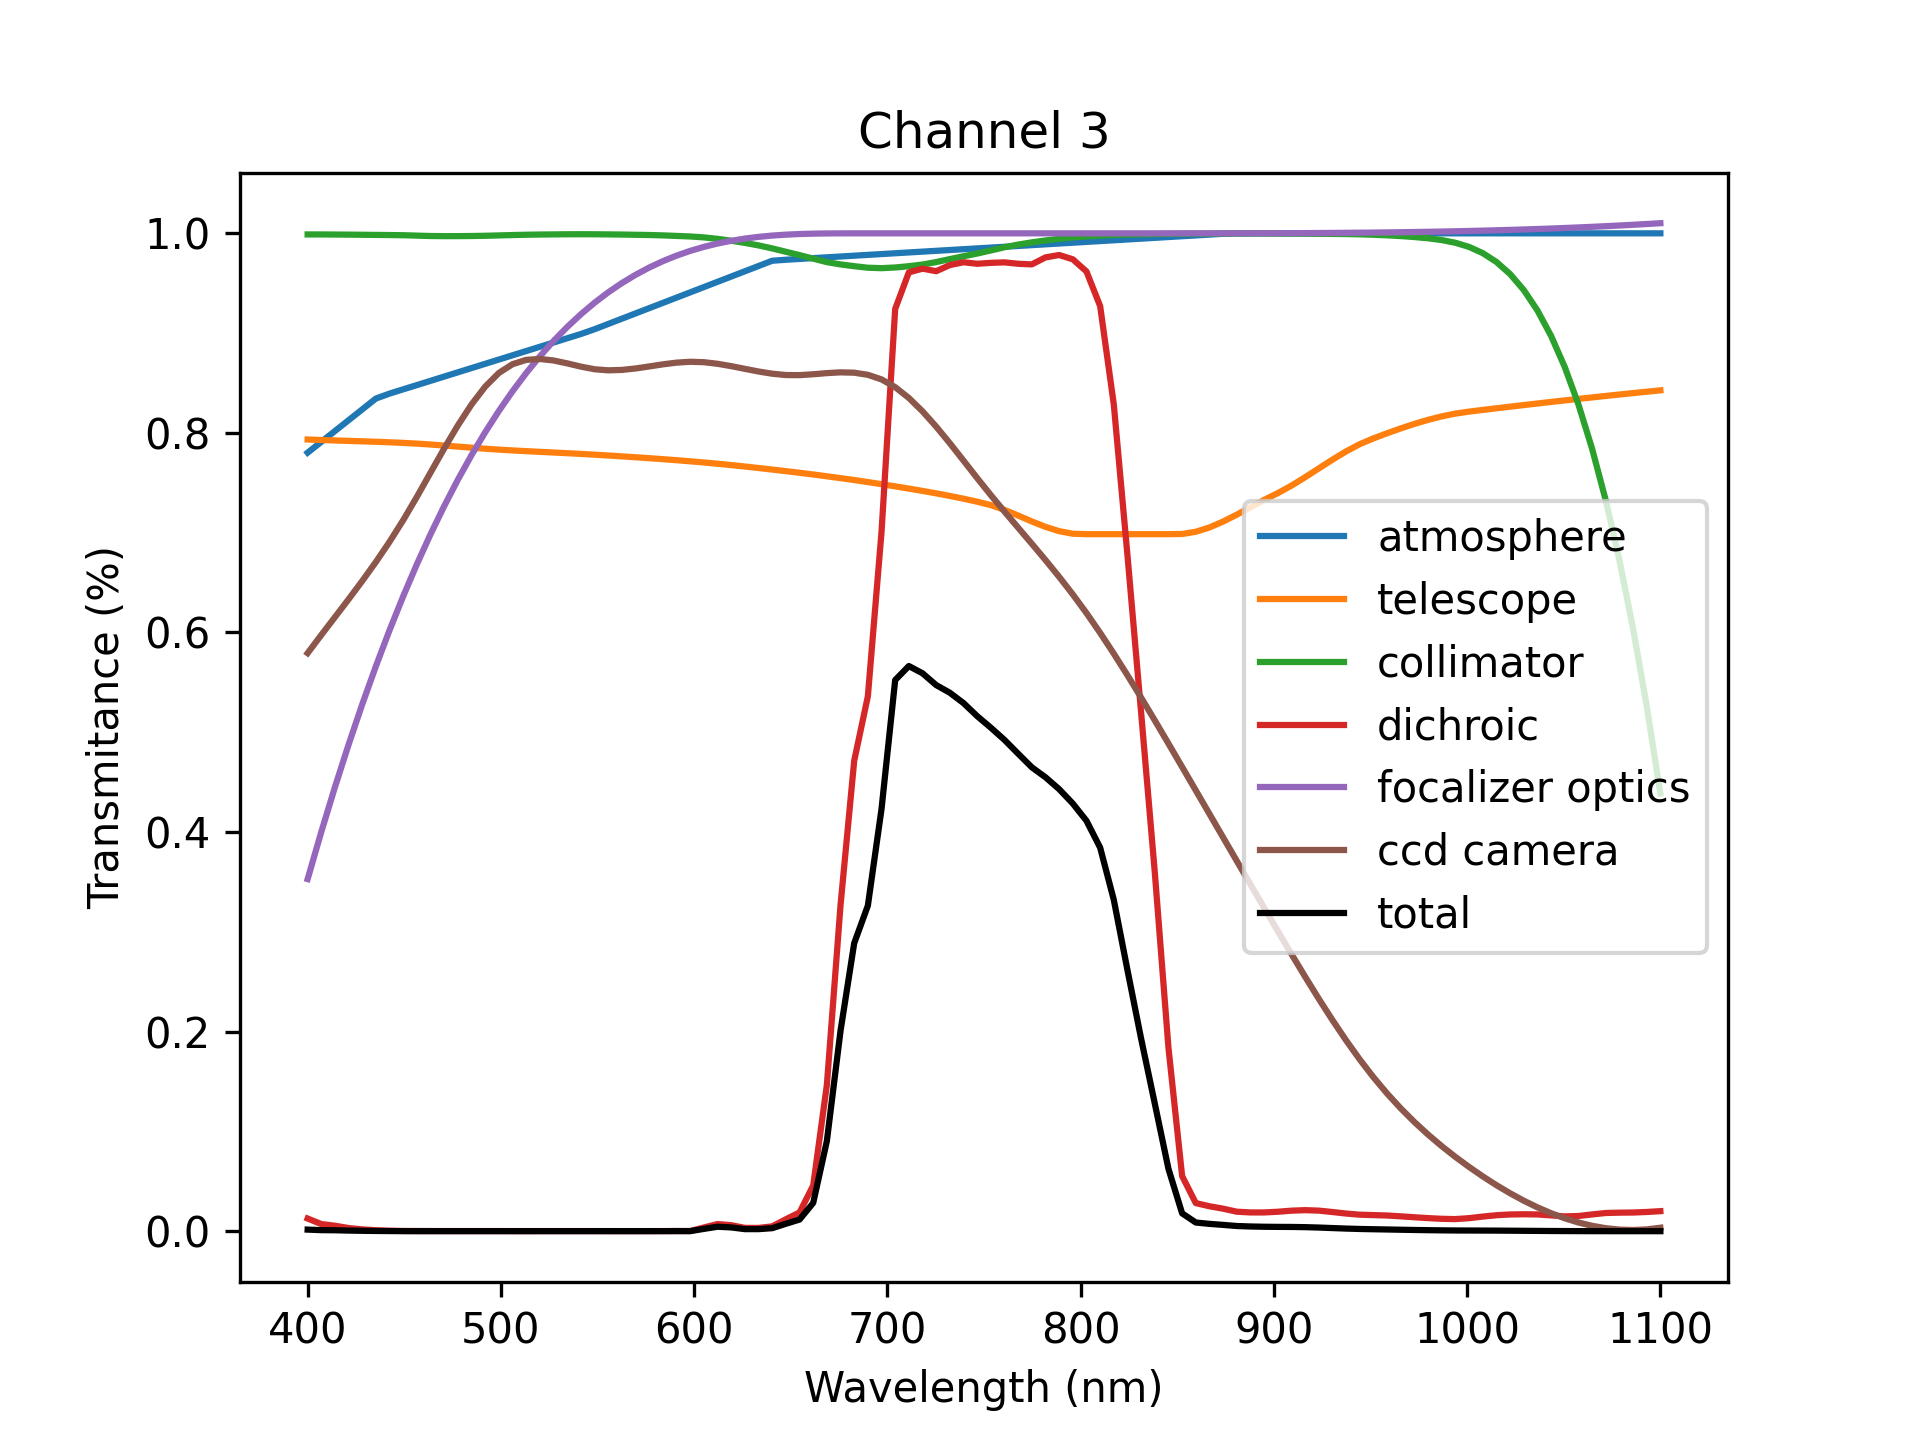 Channel 3
Transmitance (%)
1.0
0.8
0.6
0.4
0.2
0.0
atmosphere
telescope
collimator
dichroic
focalizer optics
ccd camera
total
400 500 600 700 800 900 1000 1100
Wavelength (nm)